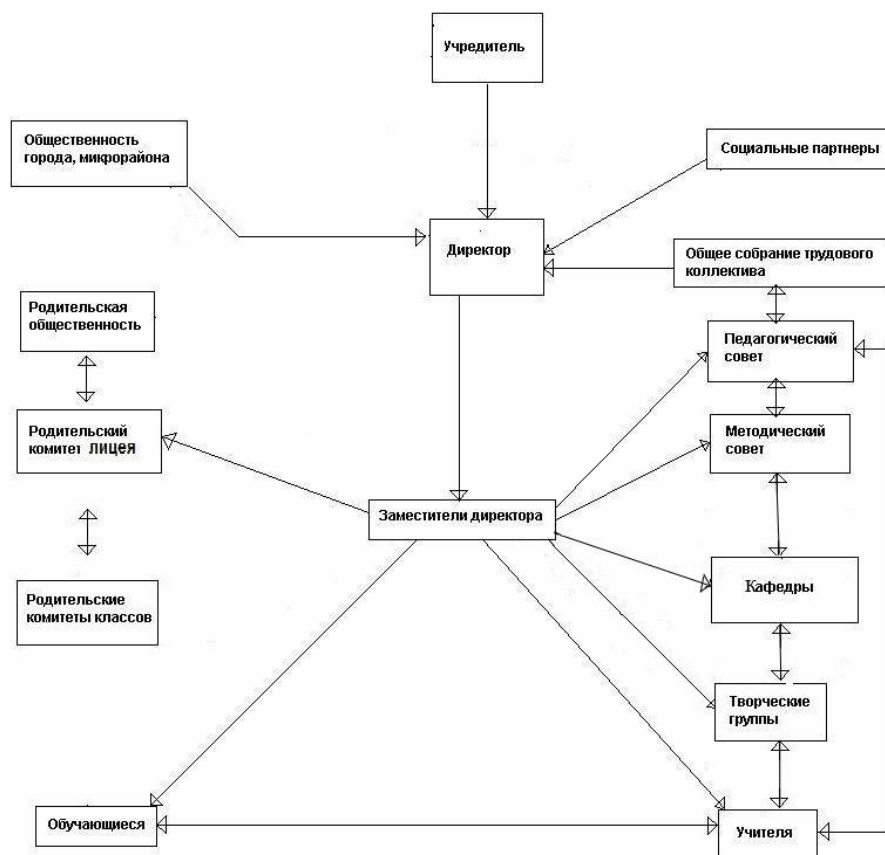 Учредитель
Общественность
города, микрорайона
Социальные партнеры
Директор
Общее собрание трудового
коллектива
Родительская
общественность
Педагогический
совет
Родительский
комитет лицея
Методический
совет
Заместители директора
Родительские
комитеты классов
Кафедры
Творческие
группы
Обучающиеся
Учителя